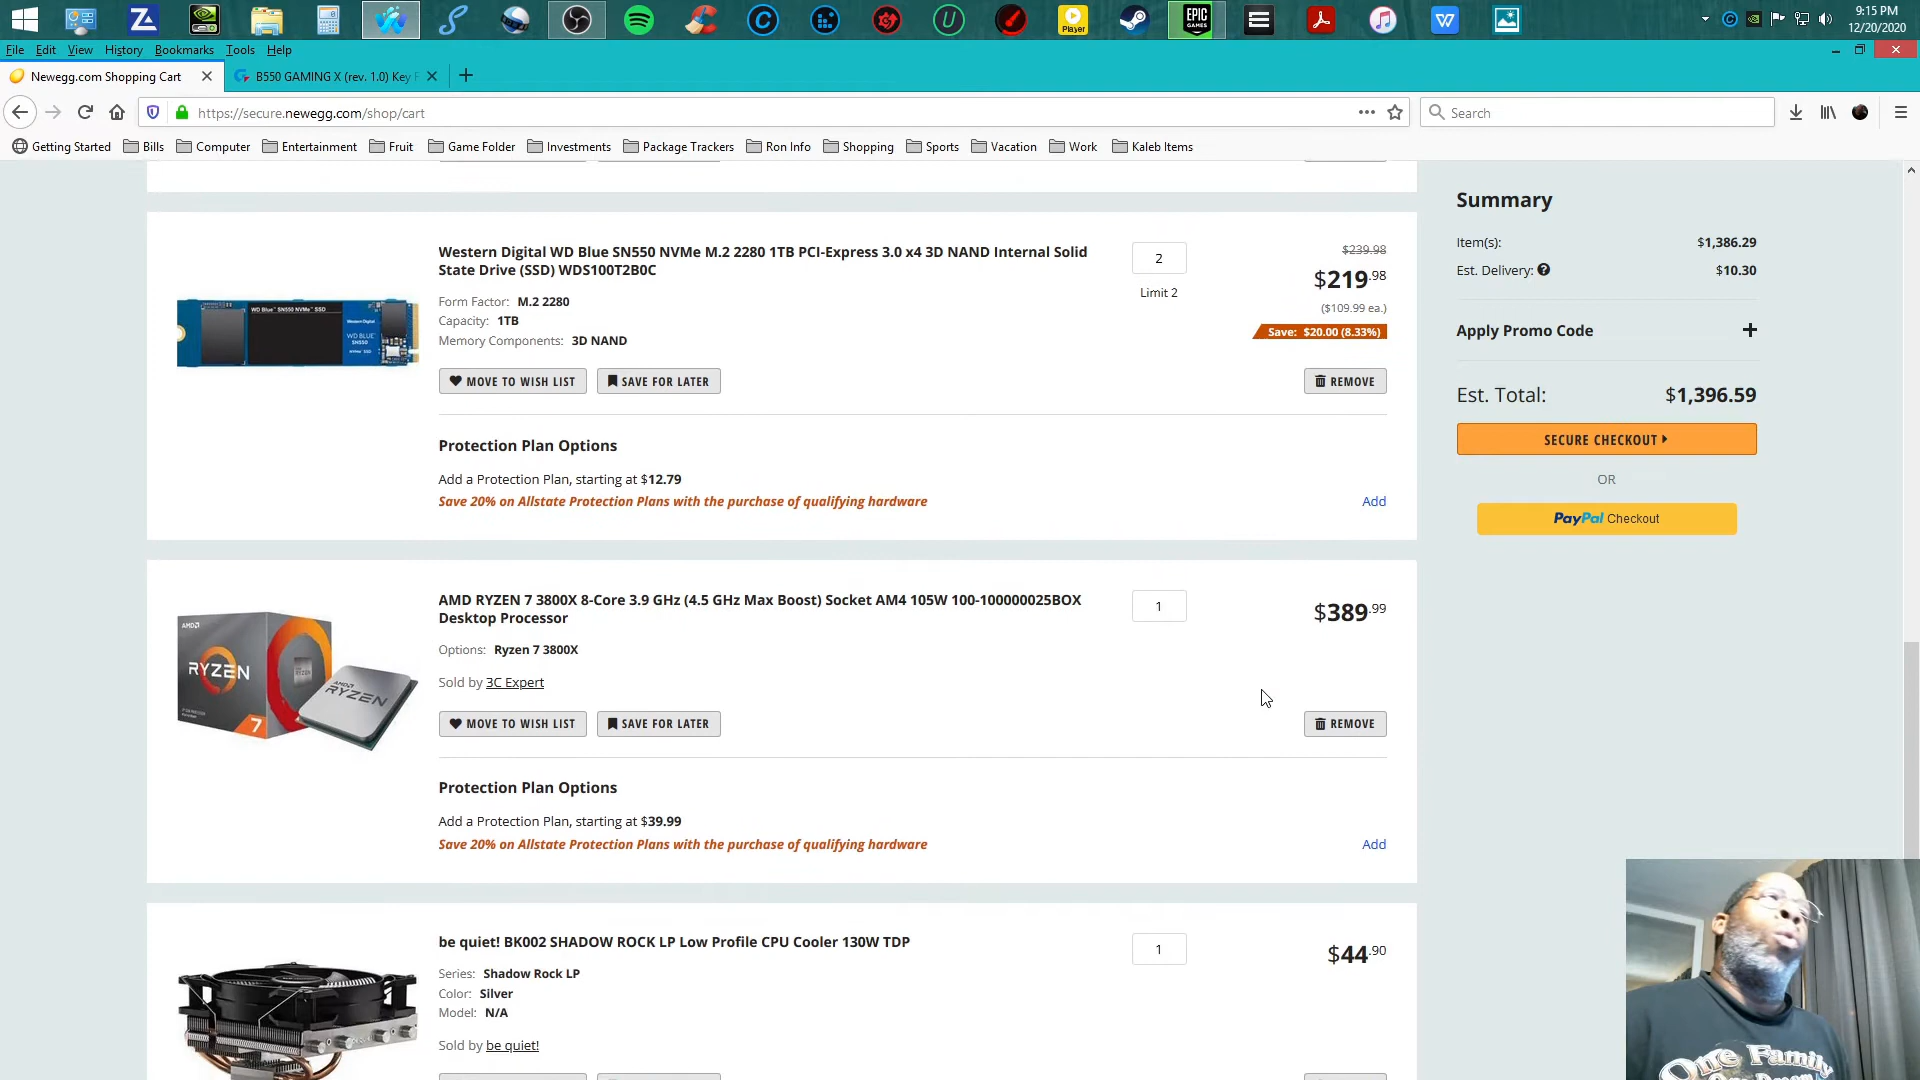 EPIC GAMES
Player
9:15 PM
12/20/2020
File Edit View History Bookmarks Tools Help
Newegg.com Shopping Cart
B550 GAMING X (rev. 1.0) Key F
https://secure.newegg.com/shop/cart
Search
Getting Started Bills Computer Entertainment Fruit Game Folder Investments Package Trackers Ron Info Shopping Sports Vacation Work Kaleb Items
Western Digital WD Blue SN550 NVMe M.2 2280 1TB PCI-Express 3.0 x4 3D NAND Internal Solid
State Drive (SSD) WDS100T2B0C
Form Factor: M.2 2280
Capacity: 1TB
Memory Components: 3D NAND
2
Limit 2
$239.98
$219.98
($109.99 ea.)
Save: $20.00 (8.33%)
MOVE TO WISH LIST
SAVE FOR LATER
REMOVE
Protection Plan Options
Add a Protection Plan, starting at $12.79
Save 20% on Allstate Protection Plans with the purchase of qualifying hardware
Add
AMD RYZEN 7 3800X 8-Core 3.9 GHz (4.5 GHz Max Boost) Socket AM4 105W 100-100000025BOX
Desktop Processor
Options: Ryzen 7 3800X
Sold by 3C Expert
1
$389.99
AMD
RYZEN
7
AMD
RYZEN
MOVE TO WISH LIST
SAVE FOR LATER
REMOVE
Protection Plan Options
Add a Protection Plan, starting at $39.99
Save 20% on Allstate Protection Plans with the purchase of qualifying hardware
Add
be quiet! BK002 SHADOW ROCK LP Low Profile CPU Cooler 130W TDP
Series: Shadow Rock LP
Color: Silver
Model: N/A
Sold by be quiet!
1
$44.90
Summary
Item(s): $1,386.29
Est. Delivery: $10.30
Apply Promo Code +
Est. Total: $1,396.59
SECURE CHECKOUT
OR
PayPal Checkout
One Family